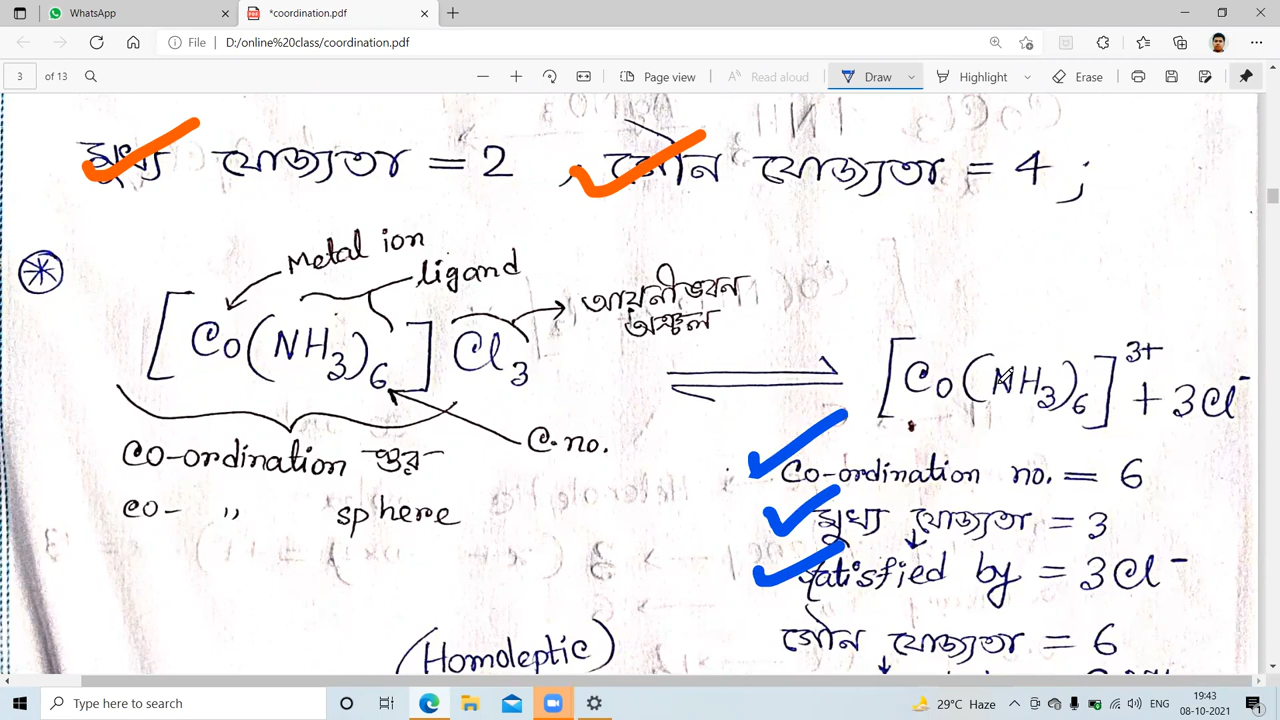 WhatsApp
*coordination.pdf
File D:/online%20class/coordination.pdf
3 of 13
Page view
Read aloud
Draw
Highlight
Erase
মুখ্য যোজ্যতা = 2 , গৌন যোজ্যতা = 4 ;
Metal ion
ligand
আয়নীভবন
অঞ্চল
[Co(NH3)6]Cl3 ⇌ [Co(NH3)6]3+ + 3Cl-
C.no.
Co-ordination স্তর
co- " sphere
Co-ordination no. = 6
মুখ্য যোজ্যতা = 3
satisfied by = 3Cl-
(Homoleptic)
গৌন যোজ্যতা = 6
Type here to search
29°C Haze
ENG
19:43
08-10-2021
1